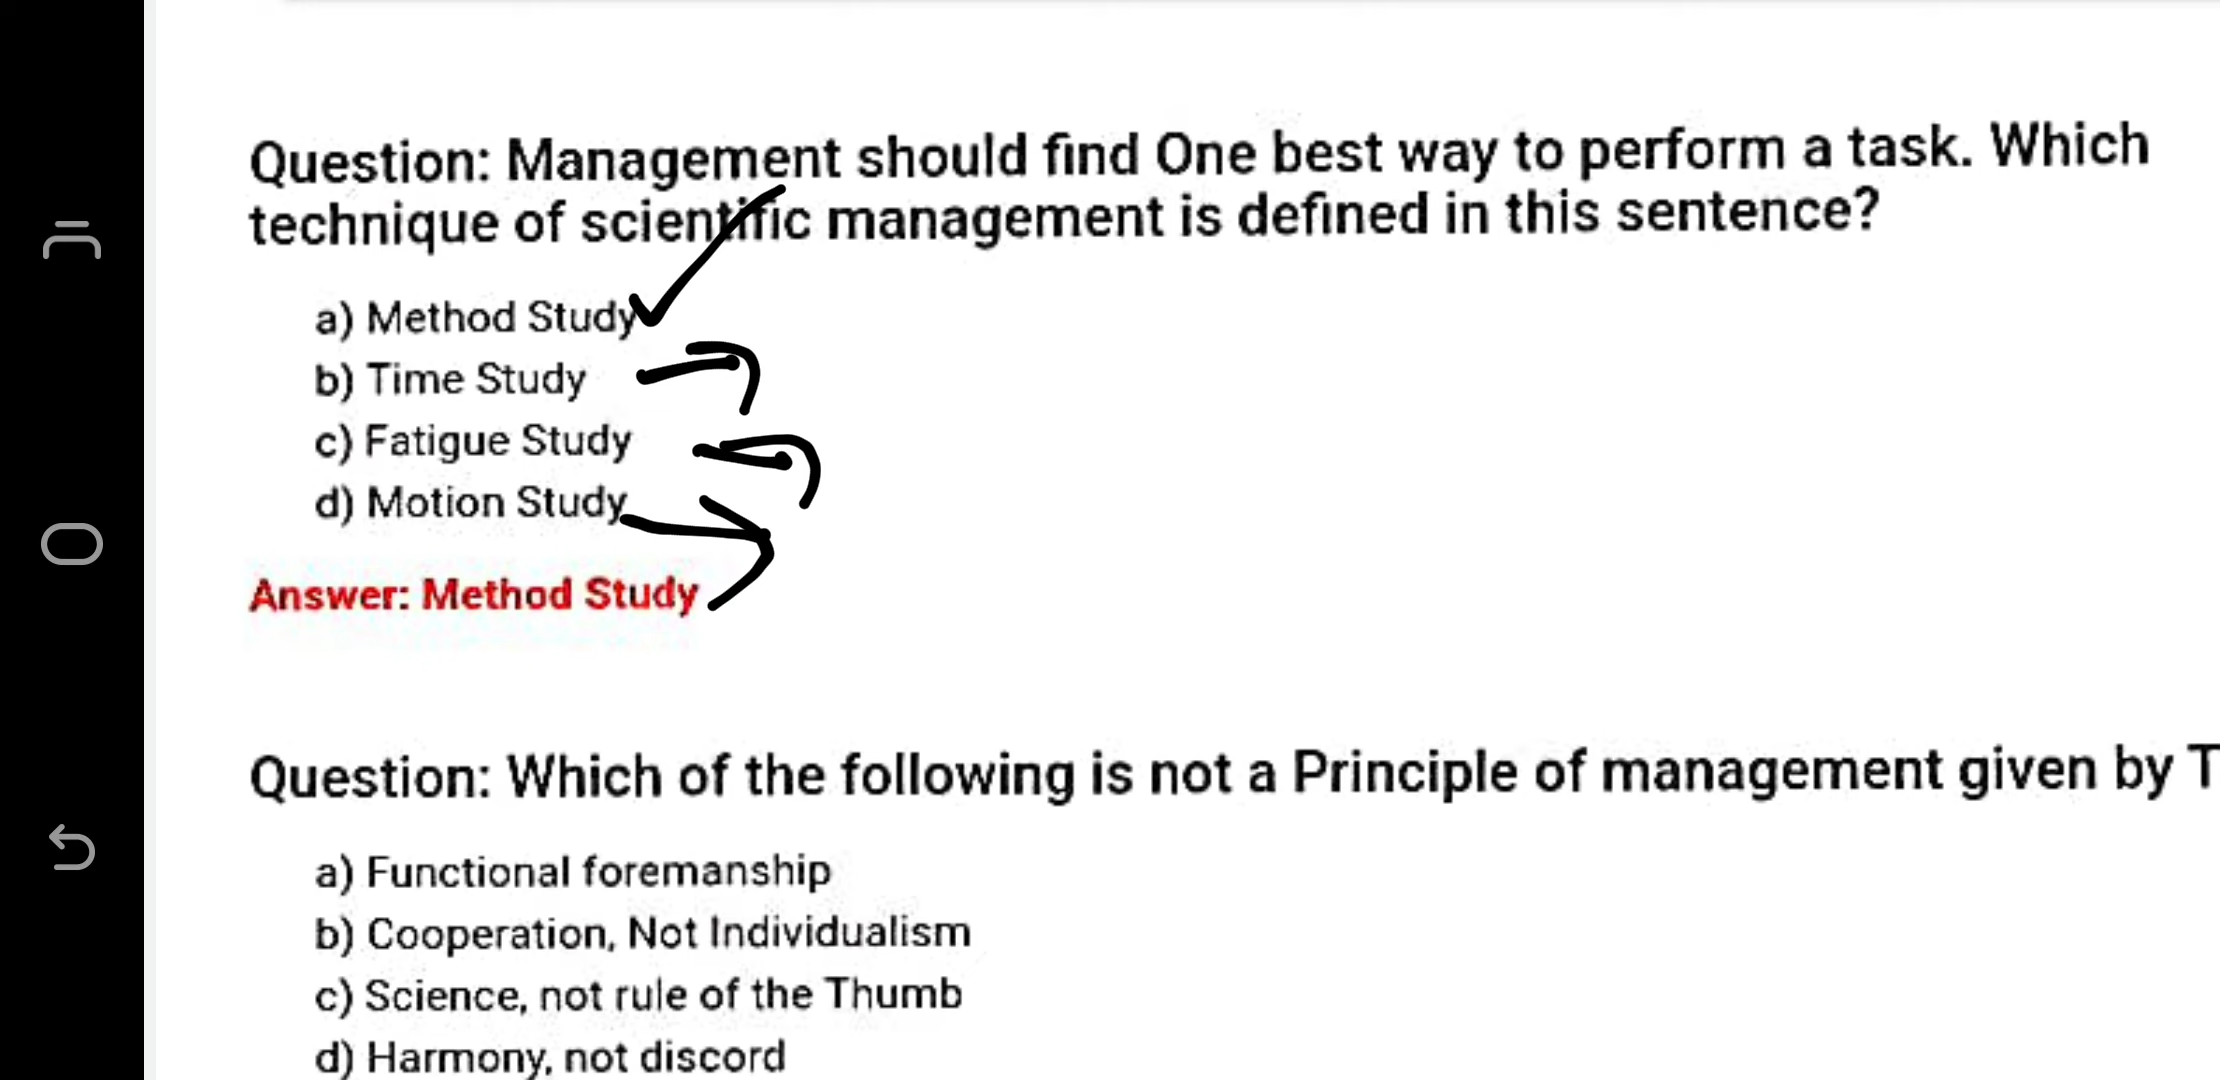 Question: Management should find One best way to perform a task. Which
technique of scientific management is defined in this sentence?
a) Method Study
b) Time Study
c) Fatigue Study
d) Motion Study
Answer: Method Study
Question: Which of the following is not a Principle of management given by T
a) Functional foremanship
b) Cooperation, Not Individualism
c) Science, not rule of the Thumb
d) Harmony, not discord